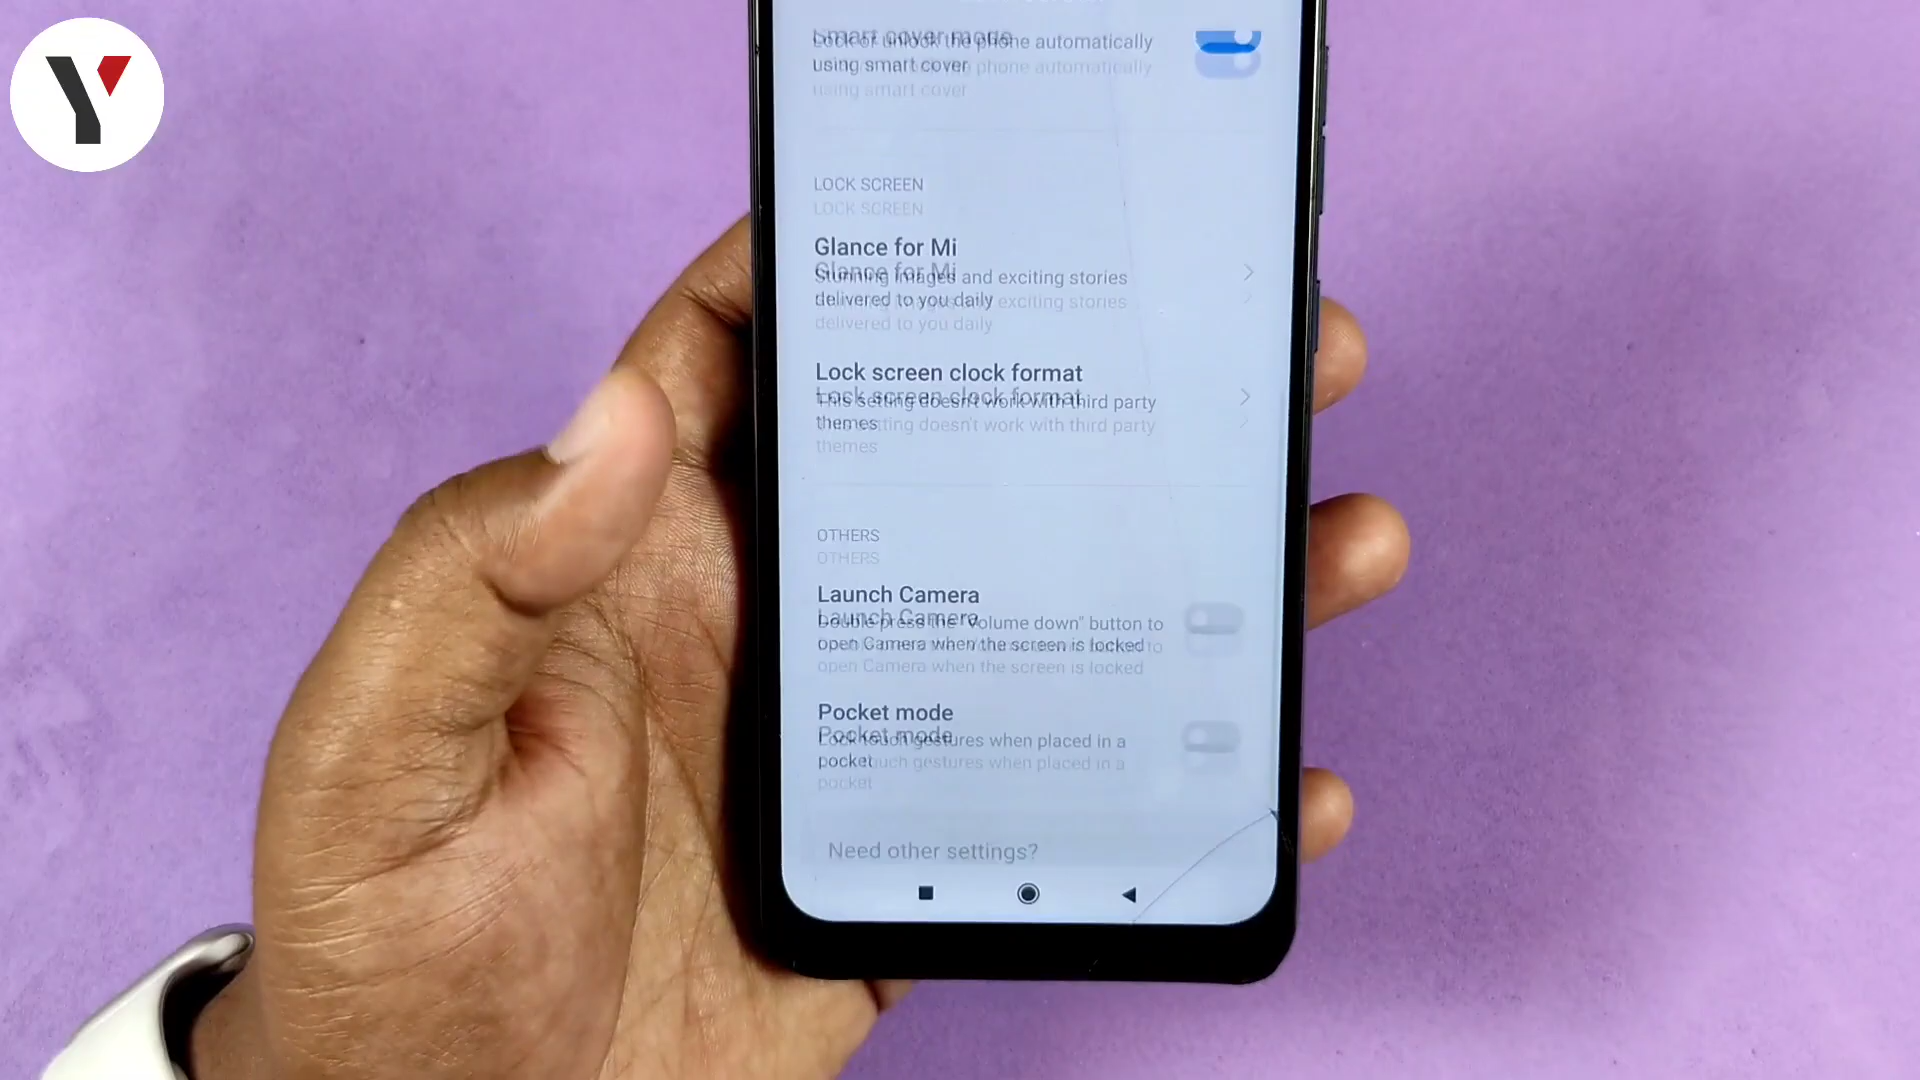 Y
Smart cover mode
Lock or unlock the phone automatically
using smart cover
LOCK SCREEN
Glance for Mi
Stunning images and exciting stories
delivered to you daily
Lock screen clock format
This setting doesn't work with third party
themes
OTHERS
Launch Camera
Double press the "Volume down" button to
open Camera when the screen is locked
Pocket mode
Lock touch gestures when placed in a
pocket
Need other settings?